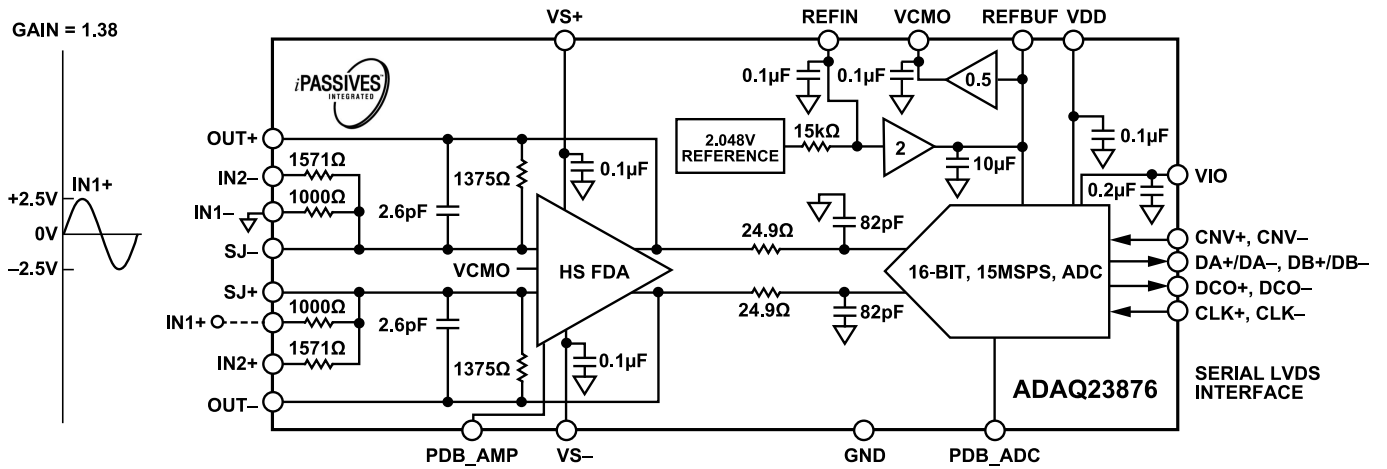 GAIN = 1.38
IN1+
+2.5V
0V
–2.5V
VS+
REFIN
VCMO
REFBUF
VDD
iPASSIVES™
INTEGRATED
0.1µF
0.1µF
0.5
2.048V
REFERENCE
15kΩ
2
10µF
0.1µF
0.2µF
VIO
OUT+
1571Ω
IN2–
1000Ω
IN1–
SJ–
2.6pF
1375Ω
0.1µF
VCMO
HS FDA
24.9Ω
82pF
16-BIT, 15MSPS, ADC
CNV+, CNV–
DA+/DA–, DB+/DB–
DCO+, DCO–
CLK+, CLK–
SJ+
1000Ω
IN1+
1571Ω
IN2+
OUT–
2.6pF
1375Ω
0.1µF
24.9Ω
82pF
ADAQ23876
SERIAL LVDS
INTERFACE
PDB_AMP
VS–
GND
PDB_ADC